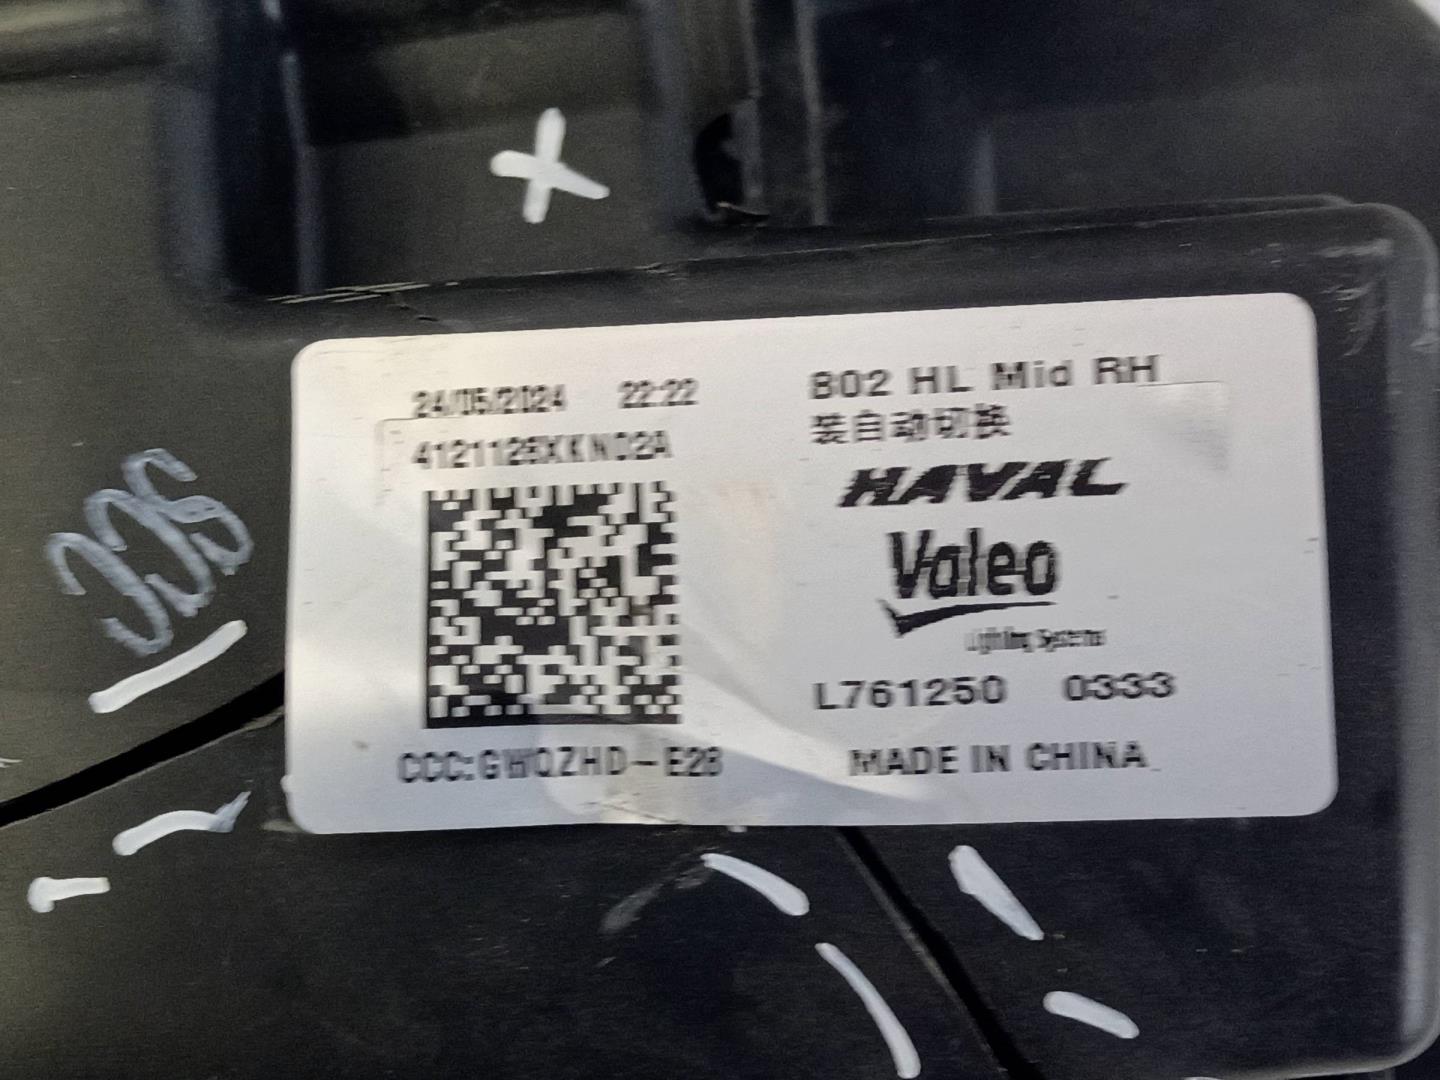 24/05/2024 22:22
4121126XKN02A
CCC:GWQZHD-E28
B02 HL Mid RH
装自动切换
HAVAL
Valeo
Lighting Systems
L761250 0333
MADE IN CHINA